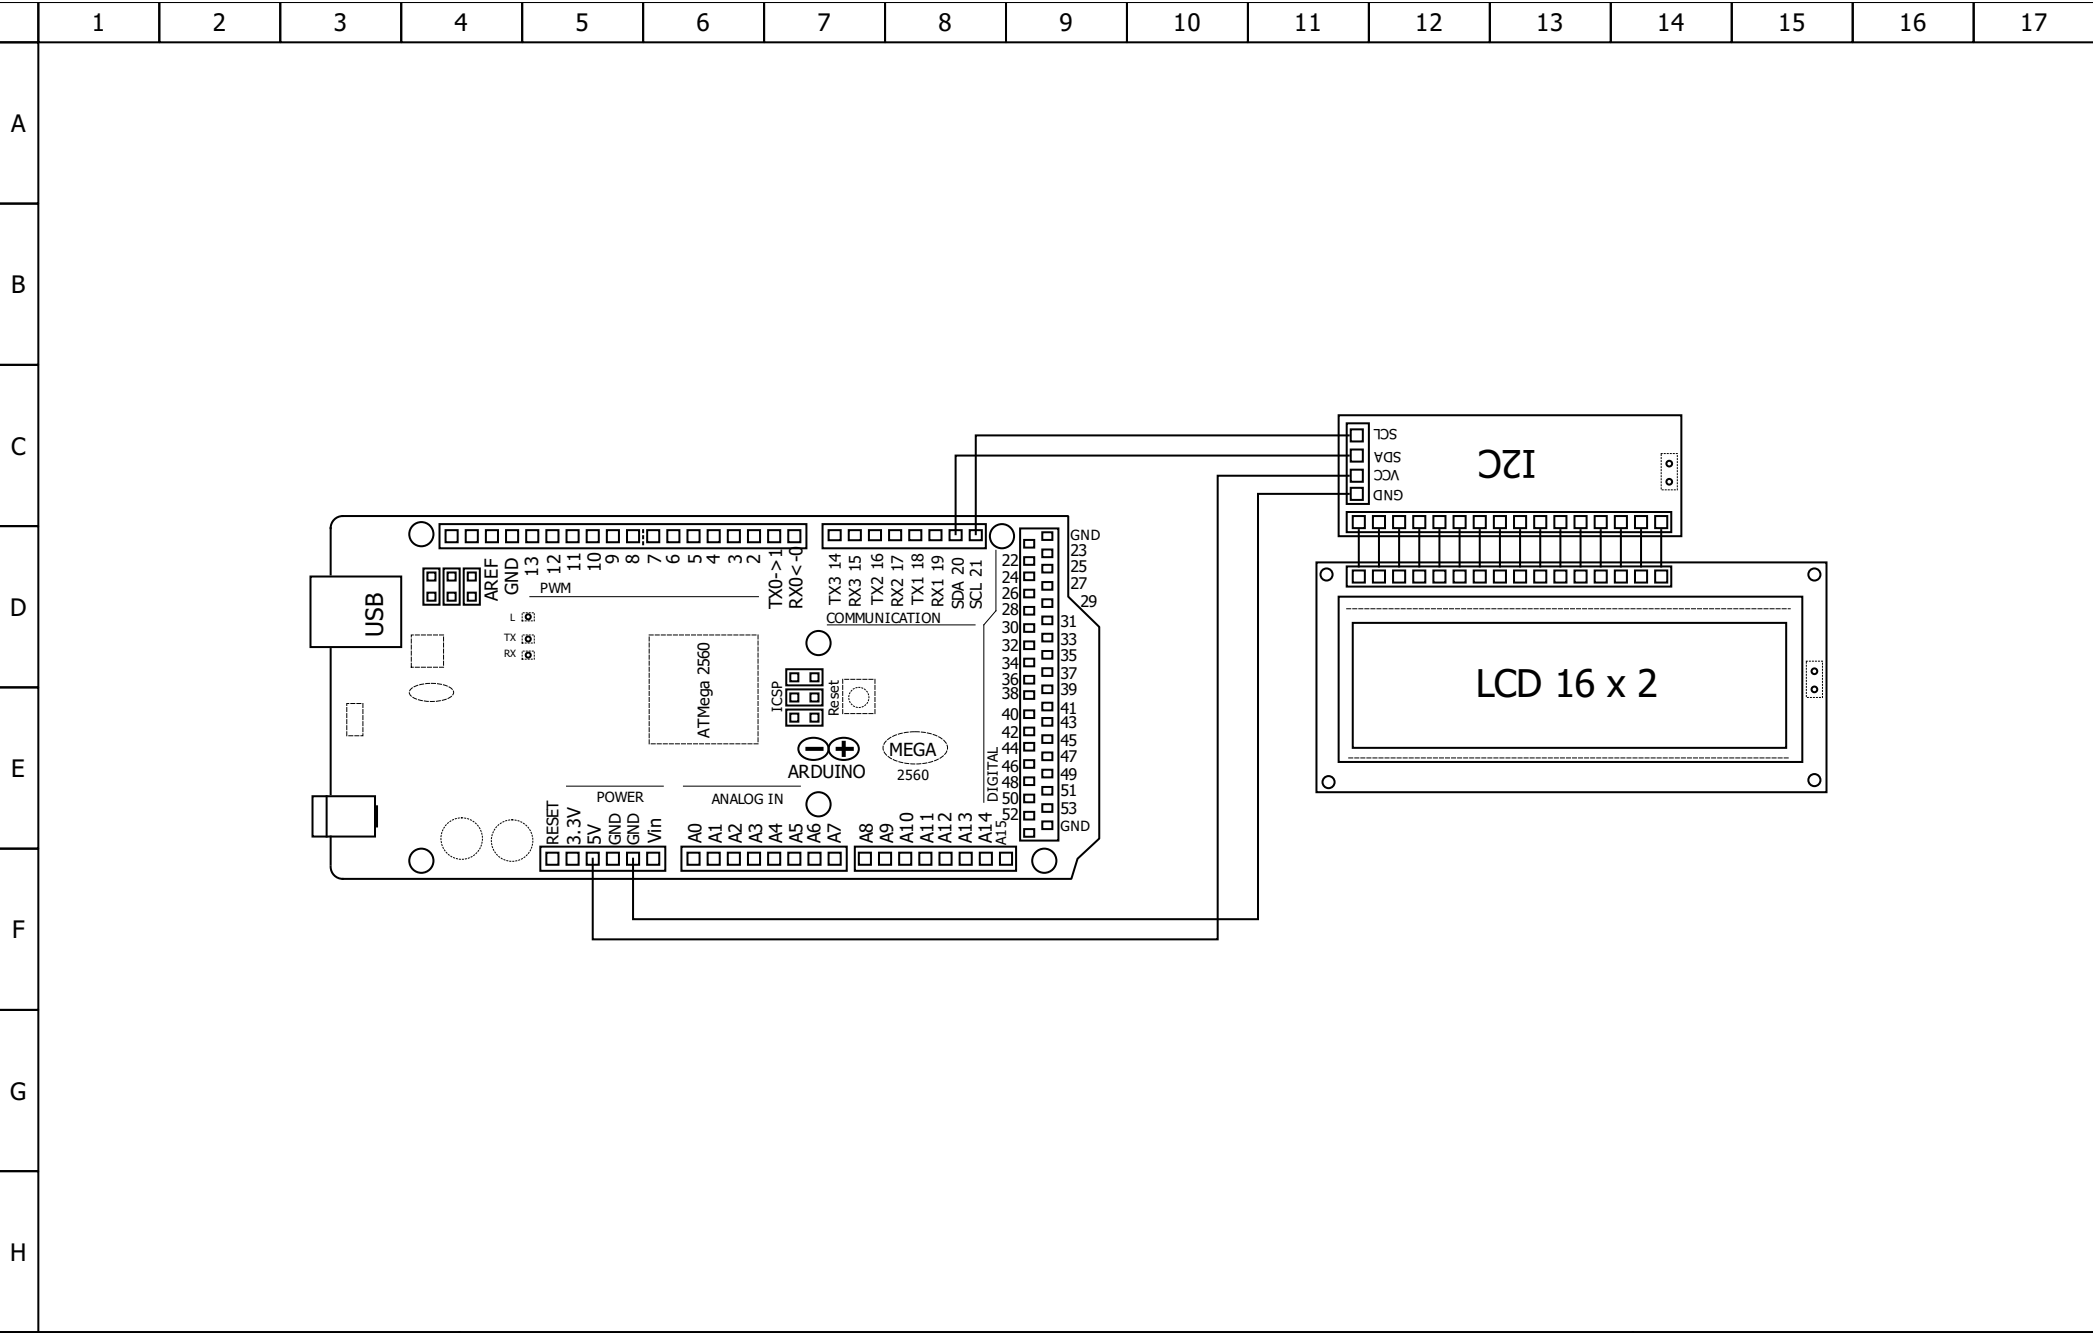 1 2 3 4 5 6 7 8 9 10 11 12 13 14 15 16 17
A
B
C
D
E
F
G
H
SCL
SDA
VCC
GND
I2C
AREF
GND
13
12
11
10
9
8
7
6
5
4
3
2
TX0->1
RX0<-0
PWM
TX3 14
RX3 15
TX2 16
RX2 17
TX1 18
RX1 19
SDA 20
SCL 21
COMMUNICATION
USB
L
TX
RX
ATMega 2560
ICSP
Reset
ARDUINO
MEGA
2560
DIGITAL
GND
22 23
24 25
26 27
28 29
30 31
32 33
34 35
36 37
38 39
40 41
42 43
44 45
46 47
48 49
50 51
52 53
GND
POWER
ANALOG IN
RESET
3.3V
5V
GND
GND
Vin
A0
A1
A2
A3
A4
A5
A6
A7
A8
A9
A10
A11
A12
A13
A14
A15
LCD 16 x 2